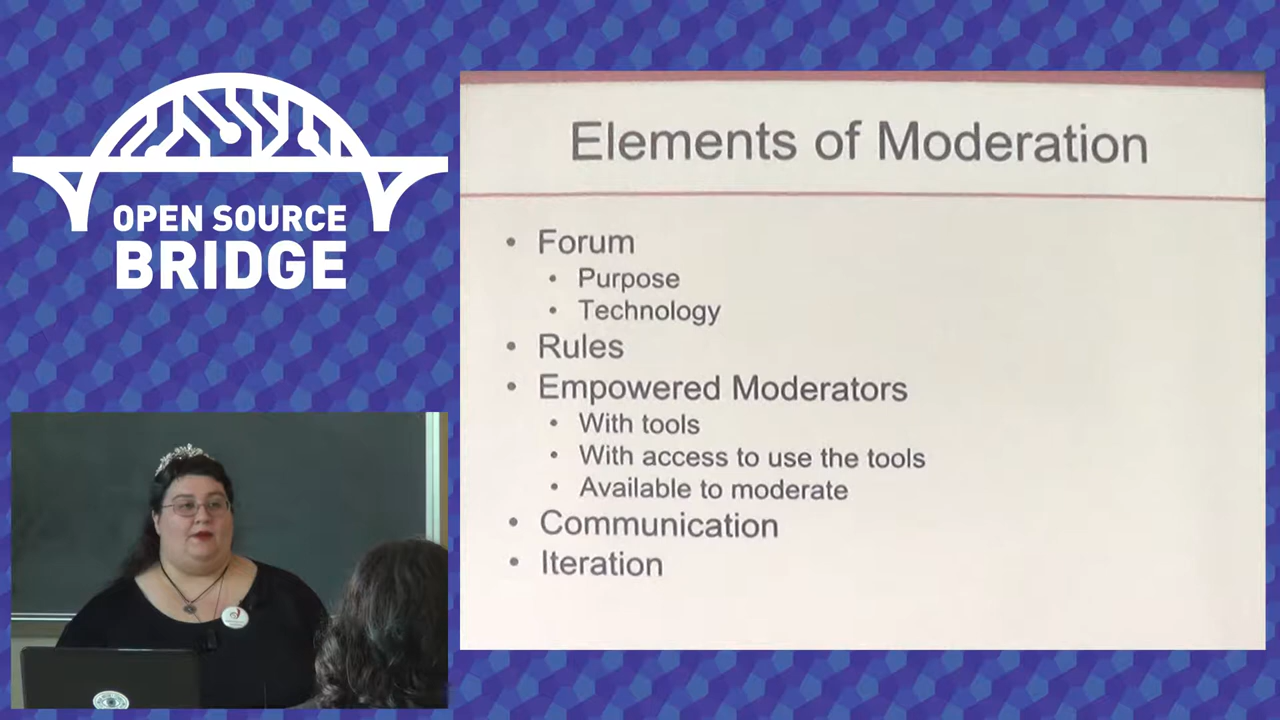 OPEN SOURCE
BRIDGE
Elements of Moderation
• Forum
• Purpose
• Technology
• Rules
• Empowered Moderators
• With tools
• With access to use the tools
• Available to moderate
• Communication
• Iteration